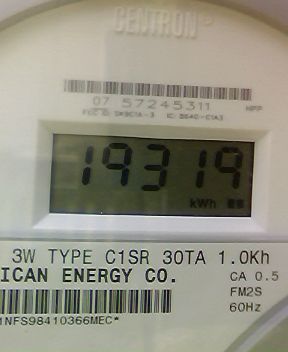 CENTRON
07 57245311
19319
kWh
3W TYPE C1SR 30TA 1.0Kh
ICAN ENERGY CO.
CA 0.5
FM2S
60Hz
1NFS98410366MEC*